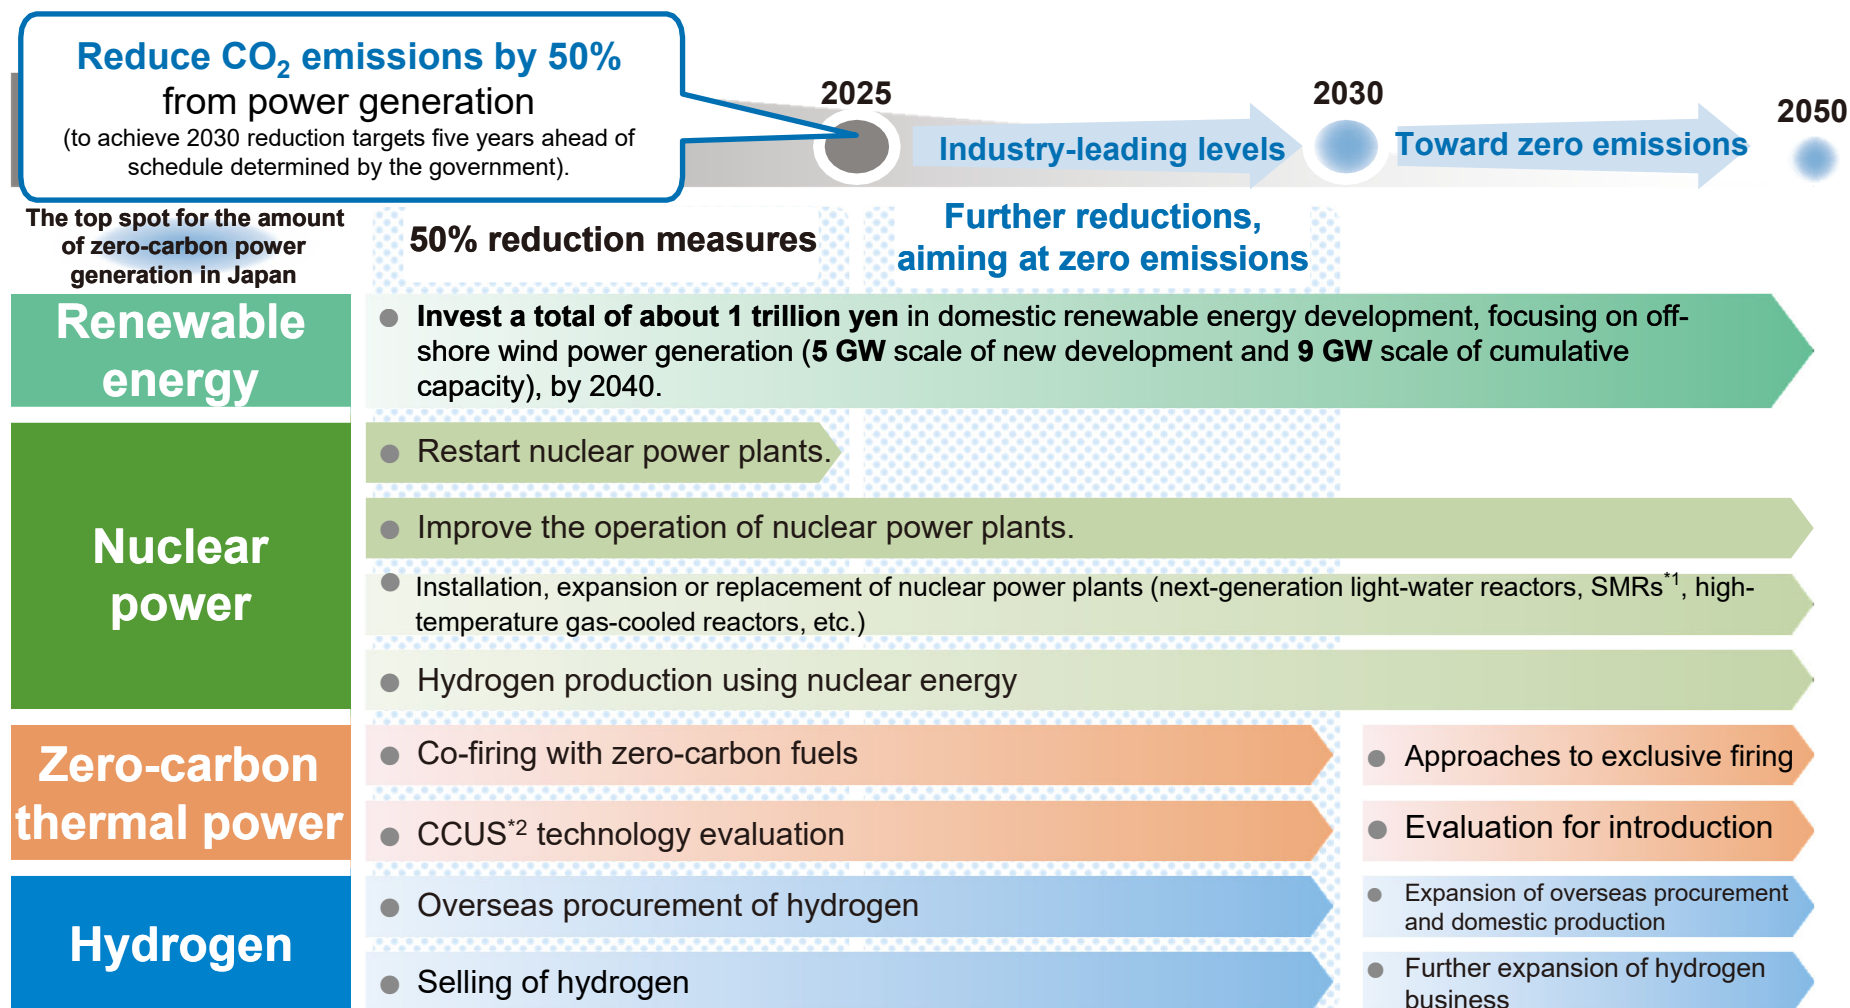 Reduce CO2 emissions by 50%
from power generation
(to achieve 2030 reduction targets five years ahead of
schedule determined by the government).
2025
2030
2050
Industry-leading levels
Toward zero emissions
The top spot for the amount
of zero-carbon power
generation in Japan
50% reduction measures
Further reductions,
aiming at zero emissions
Renewable
energy
● Invest a total of about 1 trillion yen in domestic renewable energy development, focusing on off-
shore wind power generation (5 GW scale of new development and 9 GW scale of cumulative
capacity), by 2040.
Nuclear
power
● Restart nuclear power plants.
● Improve the operation of nuclear power plants.
● Installation, expansion or replacement of nuclear power plants (next-generation light-water reactors, SMRs*1, high-
temperature gas-cooled reactors, etc.)
● Hydrogen production using nuclear energy
Zero-carbon
thermal power
● Co-firing with zero-carbon fuels
● Approaches to exclusive firing
● CCUS*2 technology evaluation
● Evaluation for introduction
Hydrogen
● Overseas procurement of hydrogen
● Expansion of overseas procurement
and domestic production
● Selling of hydrogen
● Further expansion of hydrogen
business